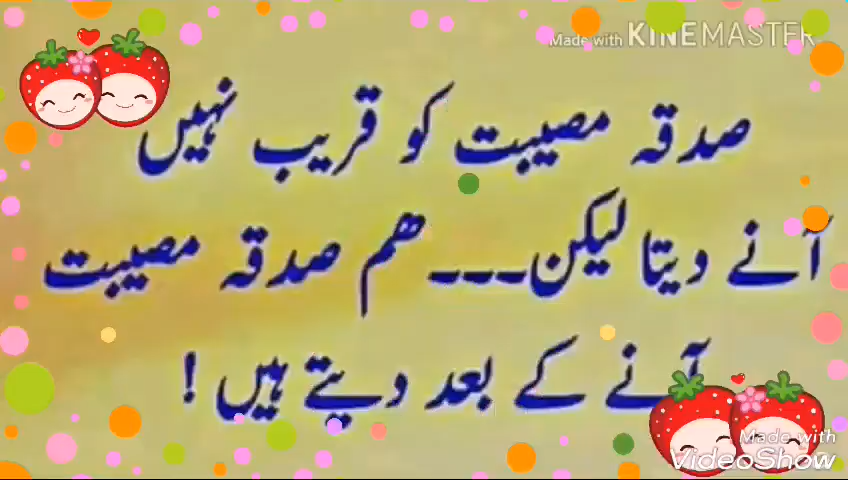 Made with KINEMASTER
صدقہ مصیبت کو قریب نہیں
آنے دیتا لیکن۔۔۔ ھم صدقہ مصیبت
آنے کے بعد دیتے ہیں !
Made with
VideoShow